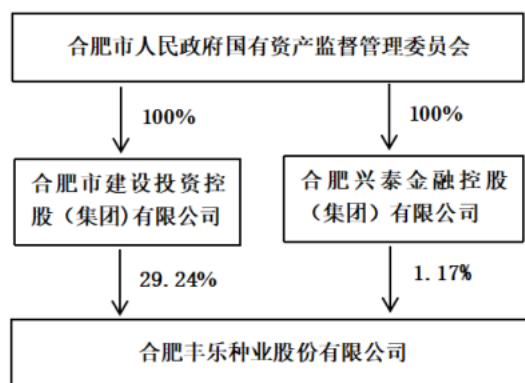 合肥市人民政府国有资产监督管理委员会
100%
100%
合肥市建设投资控
股（集团)有限公司
合肥兴泰金融控股
（集团）有限公司
29.24%
1.17%
合肥丰乐种业股份有限公司